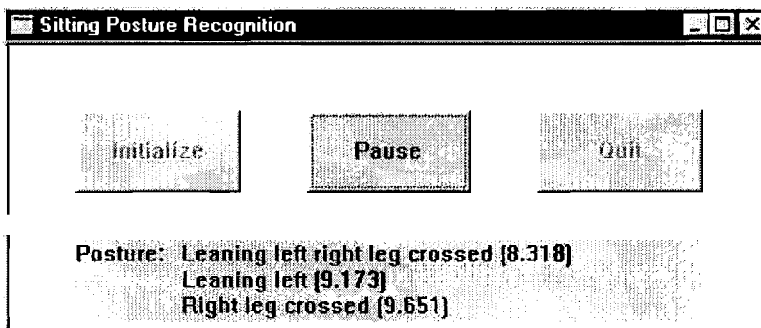 Sitting Posture Recognition
Initialize Pause Quit
Posture: Leaning left right leg crossed (8.318)
Leaning left (9.173)
Right leg crossed (9.651)